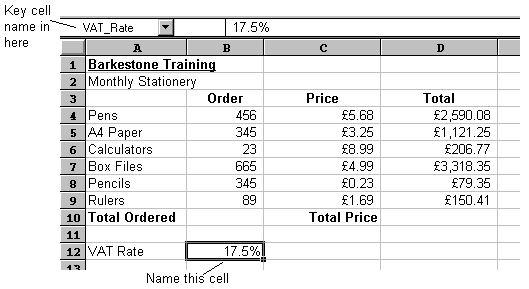 Key cell
name in
here
VAT_Rate 17.5%
A B C D
1 Barkestone Training
2 Monthly Stationery
3 Order Price Total
4 Pens 456 £5.68 £2,590.08
5 A4 Paper 345 £3.25 £1,121.25
6 Calculators 23 £8.99 £206.77
7 Box Files 665 £4.99 £3,318.35
8 Pencils 345 £0.23 £79.35
9 Rulers 89 £1.69 £150.41
10 Total Ordered Total Price
11
12 VAT Rate 17.5%
13
Name this cell